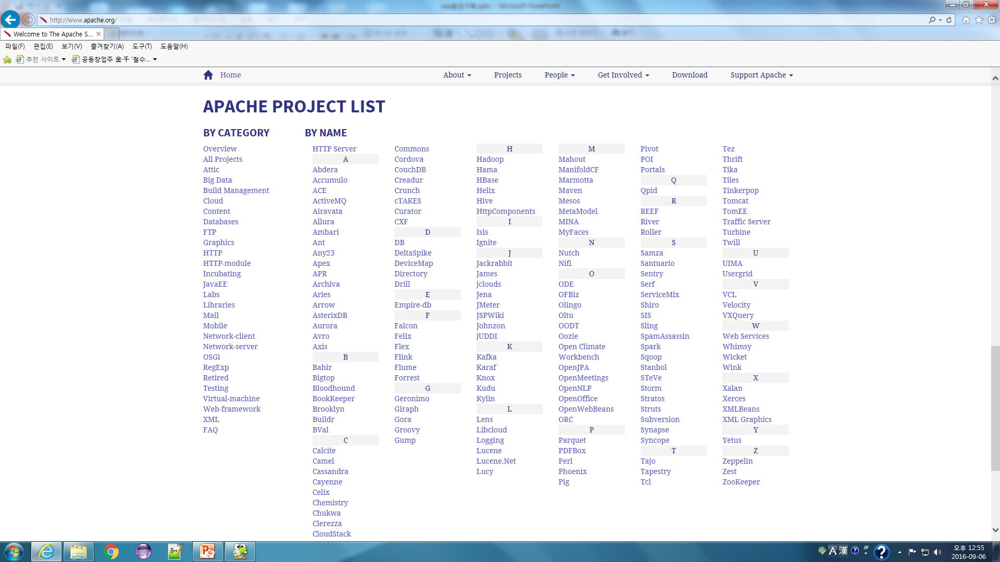 http://www.apache.org/
Welcome to The Apache S...
파일(F) 편집(E) 보기(V) 즐겨찾기(A) 도구(T) 도움말(H)
추천 사이트 공동창업주 金·千 '철수...
Home About Projects People Get Involved Download Support Apache
APACHE PROJECT LIST
BY CATEGORY
Overview
All Projects
Attic
Big Data
Build Management
Cloud
Content
Databases
FTP
Graphics
HTTP
HTTP-module
Incubating
JavaEE
Labs
Libraries
Mail
Mobile
Network-client
Network-server
OSGi
RegExp
Retired
Testing
Virtual-machine
Web-framework
XML
FAQ
BY NAME
HTTP Server
A
Abdera
Accumulo
ACE
ActiveMQ
Airavata
Allura
Ambari
Ant
Any23
Apex
APR
Archiva
Aries
Arrow
AsterixDB
Aurora
Avro
Axis
B
Bahir
Bigtop
Bloodhound
BookKeeper
Brooklyn
Buildr
BVal
C
Calcite
Camel
Cassandra
Cayenne
Celix
Chemistry
Chukwa
Clerezza
CloudStack
Commons
Cordova
CouchDB
Creadur
Crunch
cTAKES
Curator
CXF
D
DB
DeltaSpike
DeviceMap
Directory
Drill
E
Empire-db
F
Falcon
Felix
Flex
Flink
Flume
Forrest
G
Geronimo
Giraph
Gora
Groovy
Gump
H
Hadoop
Hama
HBase
Helix
Hive
HttpComponents
I
Isis
Ignite
J
Jackrabbit
James
jclouds
Jena
JMeter
JSPWiki
Johnzon
jUDDI
K
Kafka
Karaf
Knox
Kudu
Kylin
L
Lens
Libcloud
Logging
Lucene
Lucene.Net
Lucy
M
Mahout
ManifoldCF
Marmotta
Maven
Mesos
MetaModel
MINA
MyFaces
N
Nutch
Nifi
O
ODE
OFBiz
Olingo
Oltu
OODT
Oozie
Open Climate
Workbench
OpenJPA
OpenMeetings
OpenNLP
OpenOffice
OpenWebBeans
ORC
P
Parquet
PDFBox
Perl
Phoenix
Pig
Pivot
POI
Portals
Q
Qpid
R
REEF
River
Roller
S
Samza
Santuario
Sentry
Serf
ServiceMix
Shiro
SIS
Sling
SpamAssassin
Spark
Sqoop
Stanbol
STeVe
Storm
Stratos
Struts
Subversion
Synapse
Syncope
T
Tajo
Tapestry
Tcl
Tez
Thrift
Tika
Tiles
Tinkerpop
Tomcat
TomEE
Traffic Server
Turbine
Twill
U
UIMA
Usergrid
V
VCL
Velocity
VXQuery
W
Web Services
Whimsy
Wicket
Wink
X
Xalan
Xerces
XMLBeans
XML Graphics
Y
Yetus
Z
Zeppelin
Zest
ZooKeeper
A 漢
오후 12:55
2016-09-06